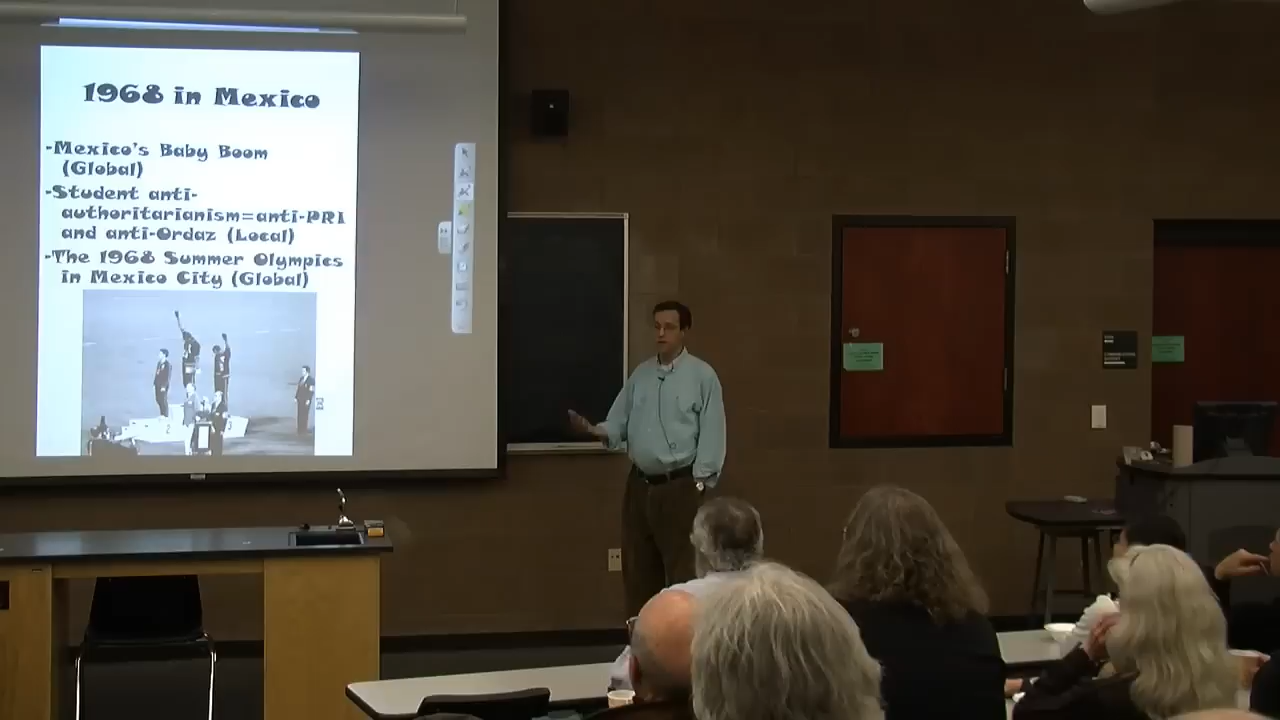 1968 in Mexico
-Mexico's Baby Boom
(Global)
-Student anti-
authoritarianism=anti-PRI
and anti-Ordaz (Local)
-The 1968 Summer Olympics
in Mexico City (Global)